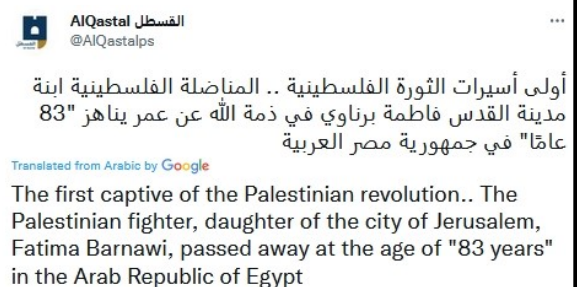 AlQastal القسطل
@AlQastalps
القسطل
أولى أسيرات الثورة الفلسطينية .. المناضلة الفلسطينية ابنة
مدينة القدس فاطمة برناوي في ذمة الله عن عمر يناهز "83
عامًا" في جمهورية مصر العربية
Translated from Arabic by Google
The first captive of the Palestinian revolution.. The
Palestinian fighter, daughter of the city of Jerusalem,
Fatima Barnawi, passed away at the age of "83 years"
in the Arab Republic of Egypt